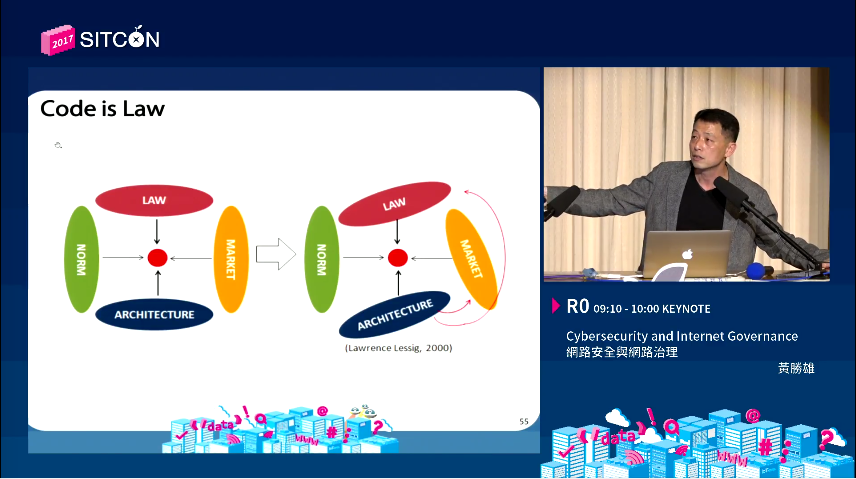 2017 SITCON
Code is Law
LAW
NORM
MARKET
ARCHITECTURE
LAW
NORM
MARKET
ARCHITECTURE
(Lawrence Lessig, 2000)
55
data
@
#
?
www
R0 09:10 - 10:00 KEYNOTE
Cybersecurity and Internet Governance
網路安全與網路治理
黃勝雄
data
@
#
?
www